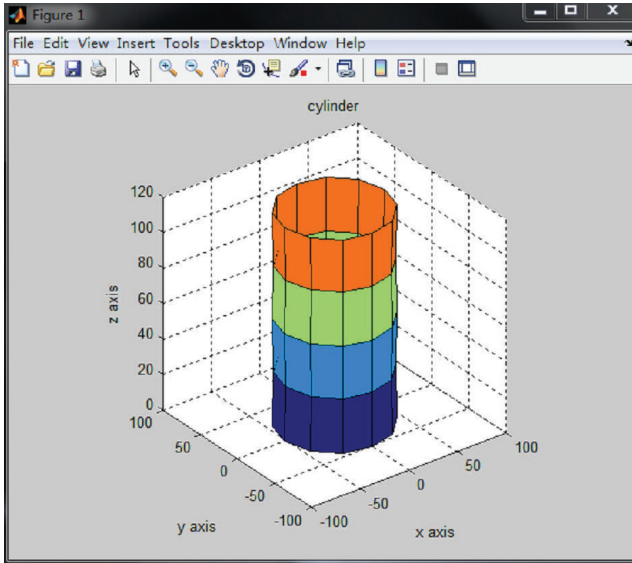 Figure 1
File Edit View Insert Tools Desktop Window Help
cylinder
120
100
80
60
40
20
0
z axis
100
50
0
-50
-100
y axis
-100
-50
0
50
100
x axis